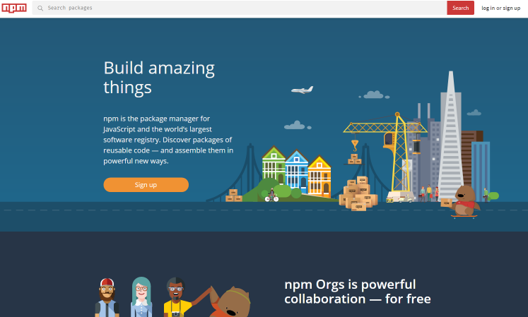 npm
Search packages
Search
log in or sign up
Build amazing
things
npm is the package manager for
JavaScript and the world's largest
software registry. Discover packages of
reusable code — and assemble them in
powerful new ways.
Sign up
npm Orgs is powerful
collaboration — for free